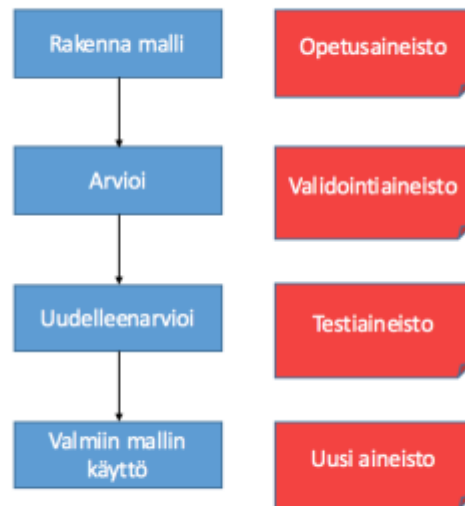 Rakenna malli
Opetusaineisto
Arvioi
Validointiaineisto
Uudelleenarvioi
Testiaineisto
Valmiin mallin
käyttö
Uusi aineisto